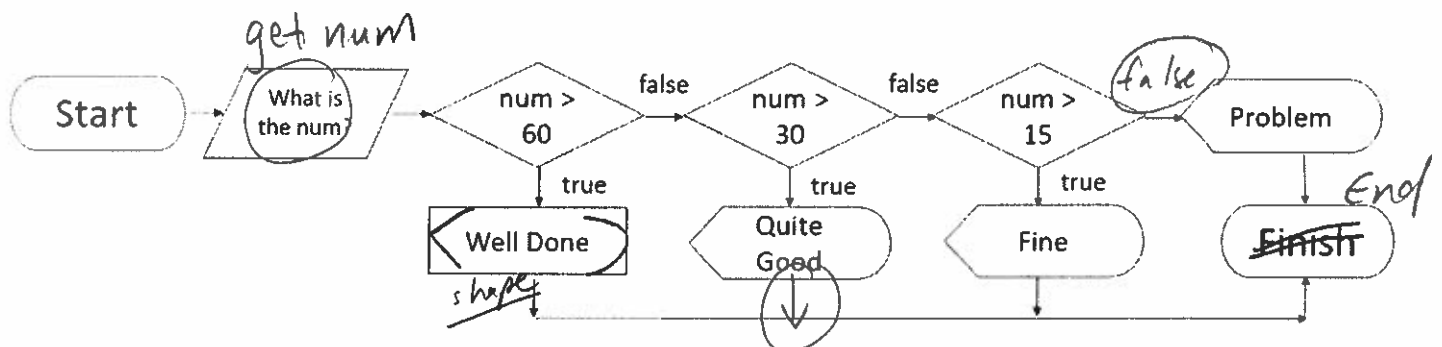 get num
Start
What is
the num?
num >
60
false
num >
30
false
num >
15
false
Problem
true
true
true
End
Well Done
Quite
Good
Fine
Finish
shape